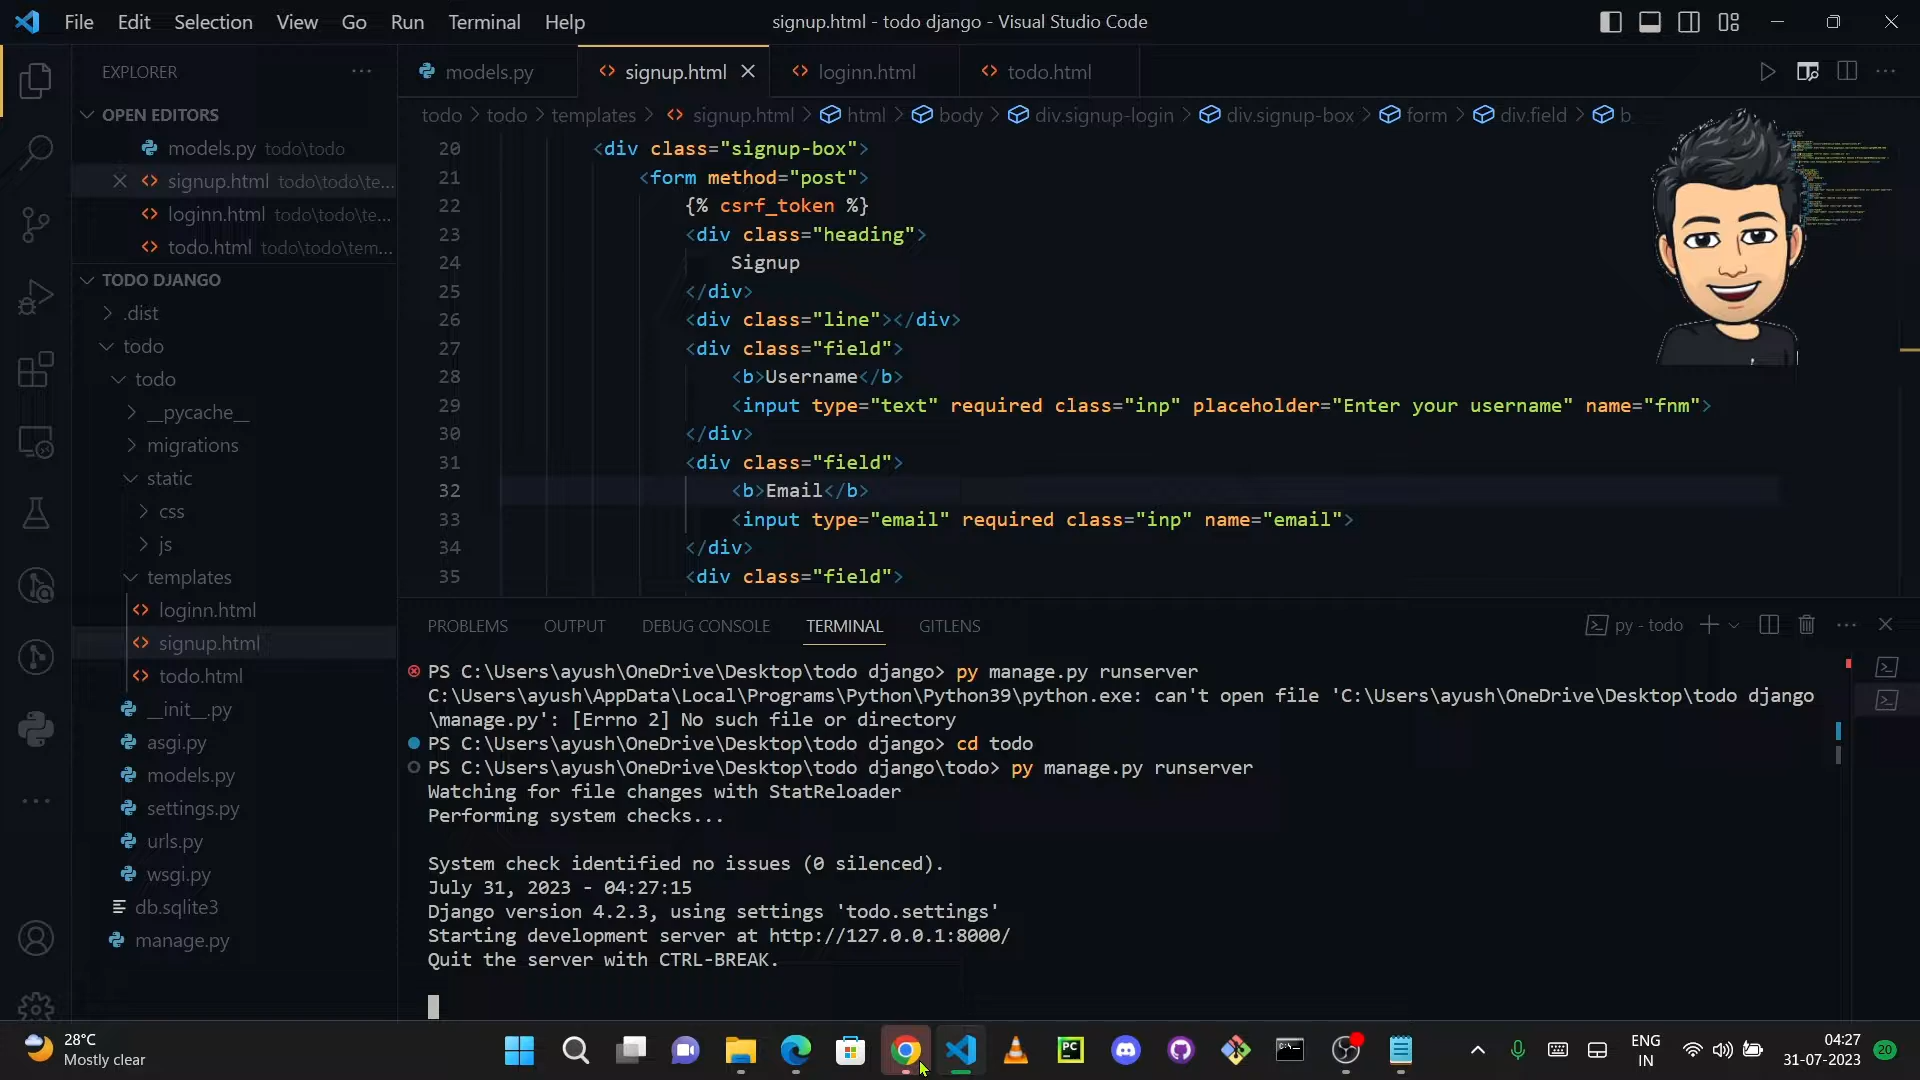 File Edit Selection View Go Run Terminal Help
signup.html - todo django - Visual Studio Code
EXPLORER
OPEN EDITORS
models.py todo\todo
signup.html todo\todo\te...
loginn.html todo\todo\te...
todo.html todo\todo\tem...
TODO DJANGO
.dist
todo
todo
__pycache__
migrations
static
css
js
templates
loginn.html
signup.html
todo.html
__init__.py
asgi.py
models.py
settings.py
urls.py
wsgi.py
db.sqlite3
manage.py
models.py signup.html loginn.html todo.html
todo > todo > templates > signup.html > html > body > div.signup-login > div.signup-box > form > div.field > b
20 <div class="signup-box">
21 <form method="post">
22 {% csrf_token %}
23 <div class="heading">
24 Signup
25 </div>
26 <div class="line"></div>
27 <div class="field">
28 <b>Username</b>
29 <input type="text" required class="inp" placeholder="Enter your username" name="fnm">
30 </div>
31 <div class="field">
32 <b>Email</b>
33 <input type="email" required class="inp" name="email">
34 </div>
35 <div class="field">
PROBLEMS OUTPUT DEBUG CONSOLE TERMINAL GITLENS
py - todo
PS C:\Users\ayush\OneDrive\Desktop\todo django> py manage.py runserver
C:\Users\ayush\AppData\Local\Programs\Python\Python39\python.exe: can't open file 'C:\Users\ayush\OneDrive\Desktop\todo django
\manage.py': [Errno 2] No such file or directory
PS C:\Users\ayush\OneDrive\Desktop\todo django> cd todo
PS C:\Users\ayush\OneDrive\Desktop\todo django\todo> py manage.py runserver
Watching for file changes with StatReloader
Performing system checks...
System check identified no issues (0 silenced).
July 31, 2023 - 04:27:15
Django version 4.2.3, using settings 'todo.settings'
Starting development server at http://127.0.0.1:8000/
Quit the server with CTRL-BREAK.
28°C
Mostly clear
PC
ENG
IN
04:27
31-07-2023
20